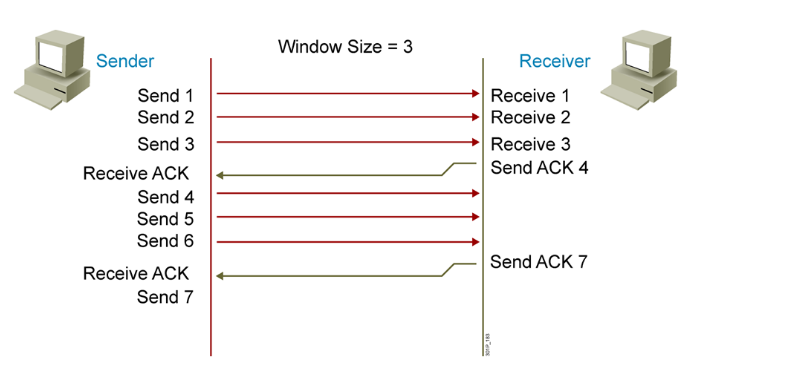 Window Size = 3
Sender
Receiver
Send 1
Receive 1
Send 2
Receive 2
Send 3
Receive 3
Send ACK 4
Receive ACK
Send 4
Send 5
Send 6
Send ACK 7
Receive ACK
Send 7